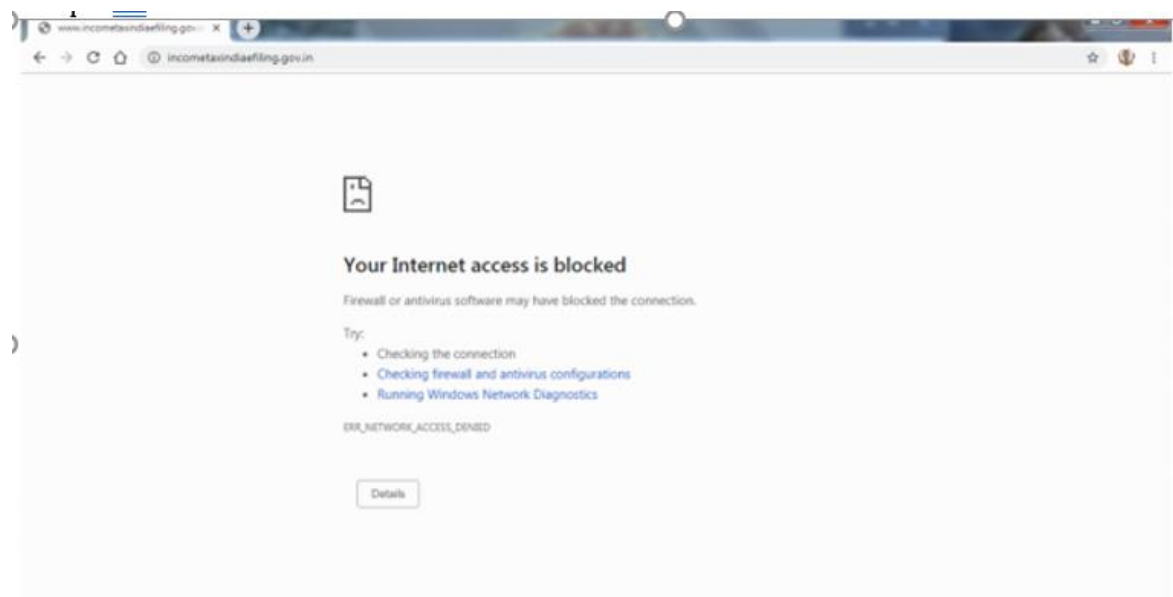 www.incometaxindiaefiling.gov
incometaxindiaefiling.gov.in
Your Internet access is blocked
Firewall or antivirus software may have blocked the connection.
Try:
• Checking the connection
• Checking firewall and antivirus configurations
• Running Windows Network Diagnostics
ERR_NETWORK_ACCESS_DENIED
Details